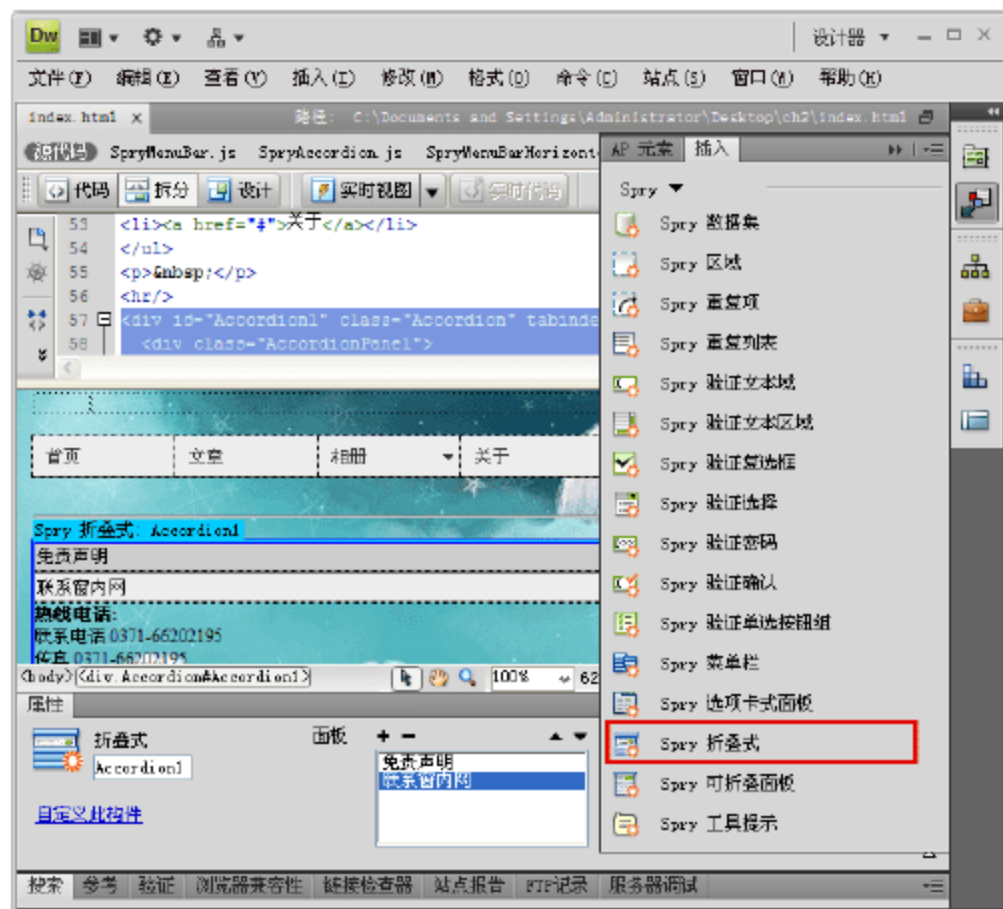 Dw
设计器
文件(F) 编辑(E) 查看(V) 插入(I) 修改(M) 格式(O) 命令(C) 站点(S) 窗口(W) 帮助(H)
index.html x 路径: C:\Documents and Settings\Administrator\Desktop\ch2\index.html
源代码 SpryMenuBar.js SpryAccordion.js SpryMenuBarHorizont
AP 元素 插入
代码 拆分 设计 实时视图 实时代码
Spry
53 <li><a href="#">关于</a></li>
54 </ul>
55 <p>&nbsp;</p>
56 <hr/>
57 <div id="Accordion1" class="Accordion" tabinde
58 <div class="AccordionPanel">
首页 文章 相册 关于
Spry 折叠式: Accordion1
免责声明
联系窗内网
热线电话:
联系电话 0371-66202195
传真 0371-66202195
<body><div.Accordion#Accordion1> 100% 62
属性
折叠式
Accordion1
面板
免责声明
联系窗内网
自定义此构件
Spry 数据集
Spry 区域
Spry 重复项
Spry 重复列表
Spry 验证文本域
Spry 验证文本区域
Spry 验证复选框
Spry 验证选择
Spry 验证密码
Spry 验证确认
Spry 验证单选按钮组
Spry 菜单栏
Spry 选项卡式面板
Spry 折叠式
Spry 可折叠面板
Spry 工具提示
搜索 参考 验证 浏览器兼容性 链接检查器 站点报告 FTP记录 服务器调试